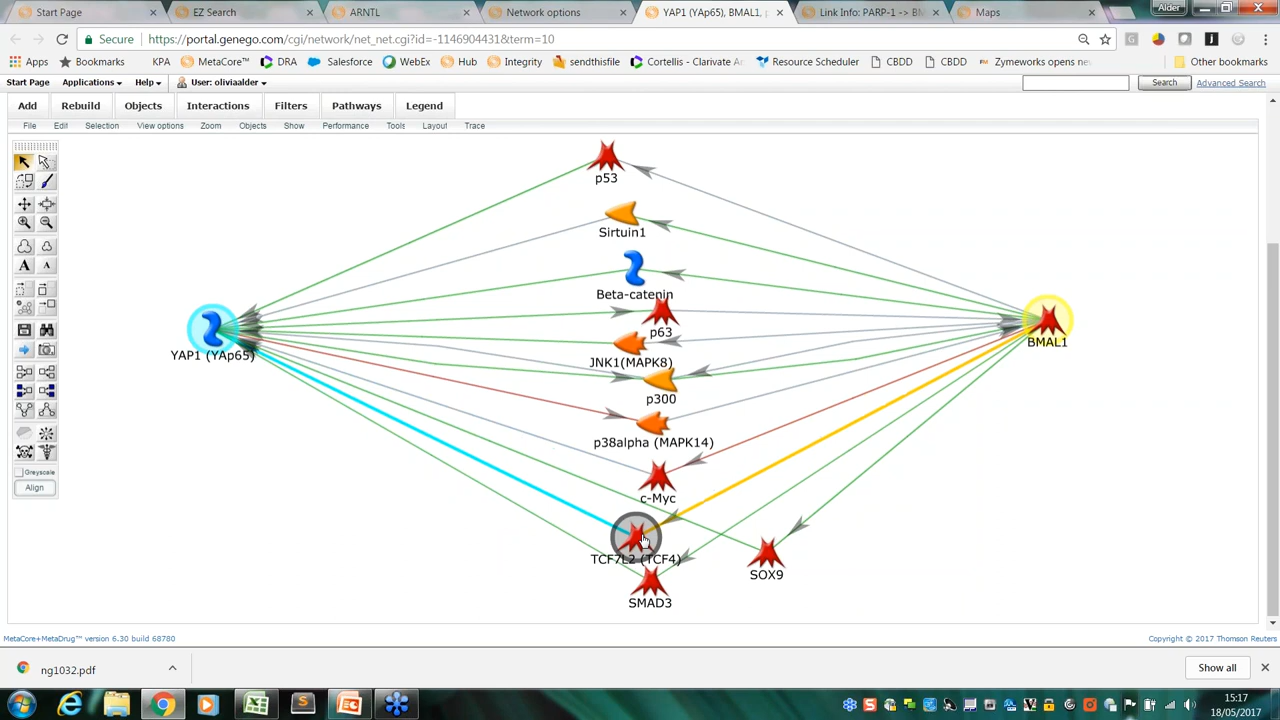 Start Page
EZ Search
ARNTL
Network options
YAP1 (YAp65), BMAL1, p
Link Info: PARP-1 -> BM
Maps
Alder
Secure
https://portal.genego.com/cgi/network/net_net.cgi?id=-1146904431&term=10
Apps
Bookmarks
KPA
MetaCore™
DRA
Salesforce
WebEx
Hub
Integrity
sendthisfile
Cortellis - Clarivate An
Resource Scheduler
CBDD
CBDD
Zymeworks opens new
Other bookmarks
Start Page
Applications
Help
User: oliviaalder
Search
Advanced Search
Add
Rebuild
Objects
Interactions
Filters
Pathways
Legend
File
Edit
Selection
View options
Zoom
Objects
Show
Performance
Tools
Layout
Trace
A
A
Greyscale
Align
p53
Sirtuin1
Beta-catenin
p63
YAP1 (YAp65)
BMAL1
JNK1(MAPK8)
p300
p38alpha (MAPK14)
c-Myc
TCF7L2 (TCF4)
SOX9
SMAD3
MetaCore+MetaDrug™ version 6.30 build 68780
Copyright © 2017 Thomson Reuters
ng1032.pdf
Show all
15:17
18/05/2017